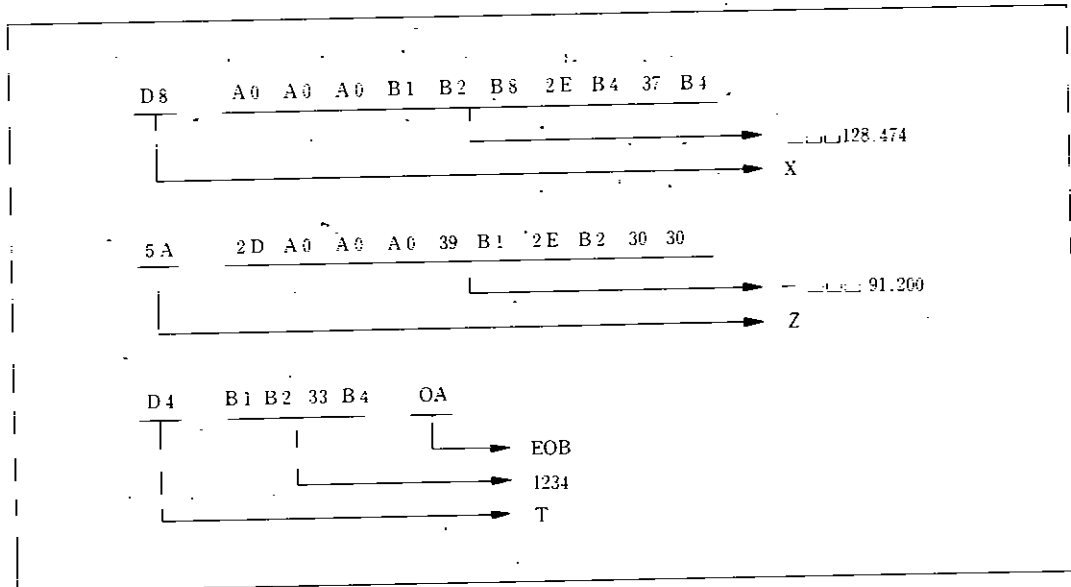 D8 A0 A0 A0 B1 B2 B8 2E B4 37 B4
␣␣␣128.474
X
5A 2D A0 A0 A0 39 B1 2E B2 30 30
- ␣␣␣ 91.200
Z
D4 B1 B2 33 B4 0A
EOB
1234
T